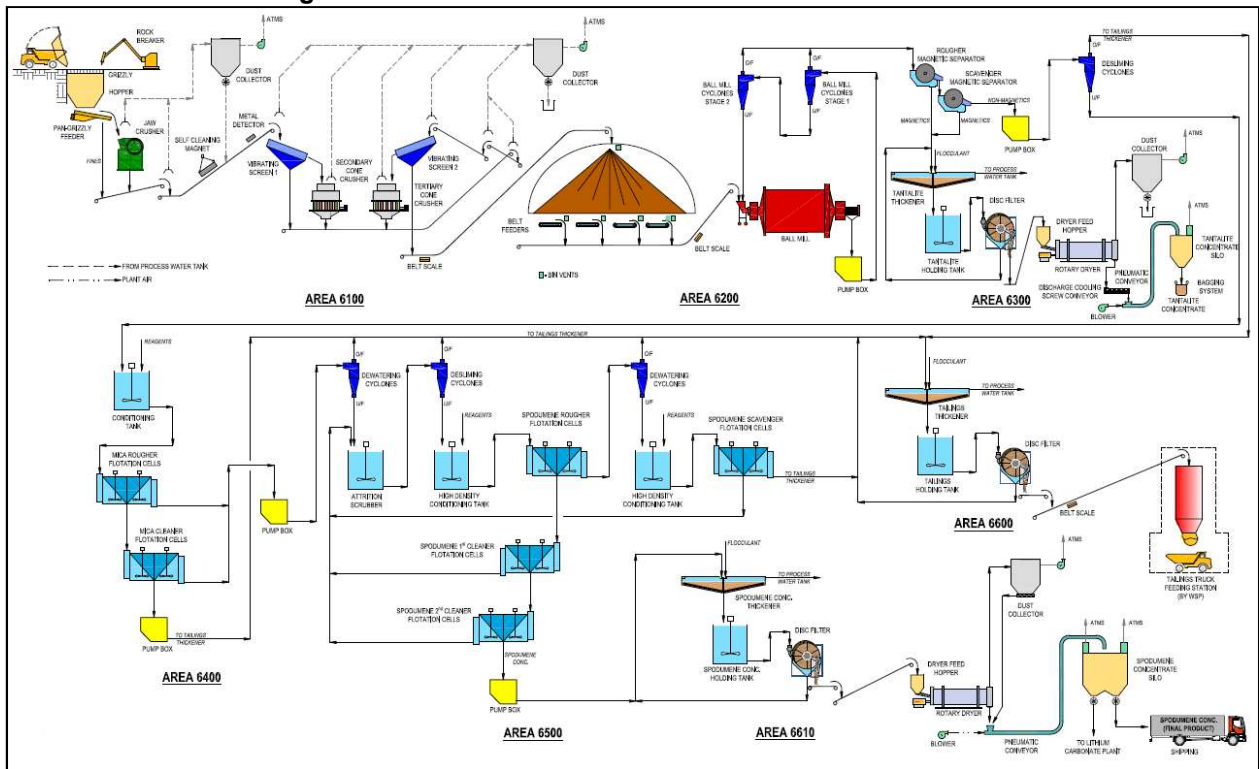 ROCK
BREAKER
GRIZZLY
HOPPER
PAN-GRIZZLY
FEEDER
JAW
CRUSHER
FINES
SELF CLEANING
MAGNET
METAL
DETECTOR
DUST
COLLECTOR
ATMS
VIBRATING
SCREEN 1
SECONDARY
CONE
CRUSHER
VIBRATING
SCREEN 2
TERTIARY
CONE
CRUSHER
DUST
COLLECTOR
ATMS
BELT SCALE
FROM PROCESS WATER TANK
PLANT AIR
AREA 6100
BELT
FEEDERS
BELT SCALE
=BIN VENTS
AREA 6200
O/F
BALL MILL
CYCLONES
STAGE 2
U/F
O/F
BALL MILL
CYCLONES
STAGE 1
U/F
BALL MILL
PUMP BOX
ROUGHER
MAGNETIC SEPARATOR
SCAVENDER
MAGNETIC SEPARATOR
NON-MAGNETICS
MAGNETICS
MAGNETICS
PUMP BOX
FLOCCULANT
TO PROCESS
WATER TANK
TANTALITE
THICKENER
DISC FILTER
TANTALITE
HOLDING TANK
AREA 6300
TO TAILINGS
THICKENER
O/F
DESLIMING
CYCLONES
U/F
DUST
COLLECTOR
ATMS
DRYER FEED
HOPPER
ROTARY DRYER
PNEUMATIC
CONVEYOR
DISCHARGE COOLING
SCREW CONVEYOR
BLOWER
ATMS
TANTALITE
CONCENTRATE
SILO
BAGGING
SYSTEM
TANTALITE
CONCENTRATE
TO TAILINGS THICKENER
REAGENTS
CONDITIONING
TANK
MICA ROUGHER
FLOTATION CELLS
MICA CLEANER
FLOTATION CELLS
PUMP BOX
TO TAILINGS
THICKENER
PUMP BOX
AREA 6400
O/F
DEWATERING
CYCLONES
U/F
ATTRITION
SCRUBBER
O/F
DESLIMING
CYCLONES
U/F
REAGENTS
HIGH DENSITY
CONDITIONING TANK
SPODUMENE ROUGHER
FLOTATION CELLS
O/F
DEWATERING
CYCLONES
U/F
REAGENTS
HIGH DENSITY
CONDITIONING TANK
SPODUMENE SCAVENGER
FLOTATION CELLS
TO TAILINGS
THICKENER
SPODUMENE 1ST CLEANER
FLOTATION CELLS
SPODUMENE 2ND CLEANER
FLOTATION CELLS
SPODUMENE
CONC.
PUMP BOX
AREA 6500
FLOCCULANT
TO PROCESS
WATER TANK
TAILINGS
THICKENER
DISC FILTER
TAILINGS
HOLDING TANK
AREA 6600
BELT SCALE
TAILINGS TRUCK
FEEDING STATION
(BY WSP)
FLOCCULANT
TO PROCESS
WATER TANK
SPODUMENE CONC.
THICKENER
DISC FILTER
SPODUMENE CONC.
HOLDING TANK
AREA 6610
DRYER FEED
HOPPER
ROTARY DRYER
BLOWER
PNEUMATIC
CONVEYOR
DUST
COLLECTOR
ATMS
ATMS
ATMS
SPODUMENE
CONCENTRATE
SILO
TO LITHIUM
CARBONATE PLANT
SPODUMENE CONC.
(FINAL PRODUCT)
SHIPPING